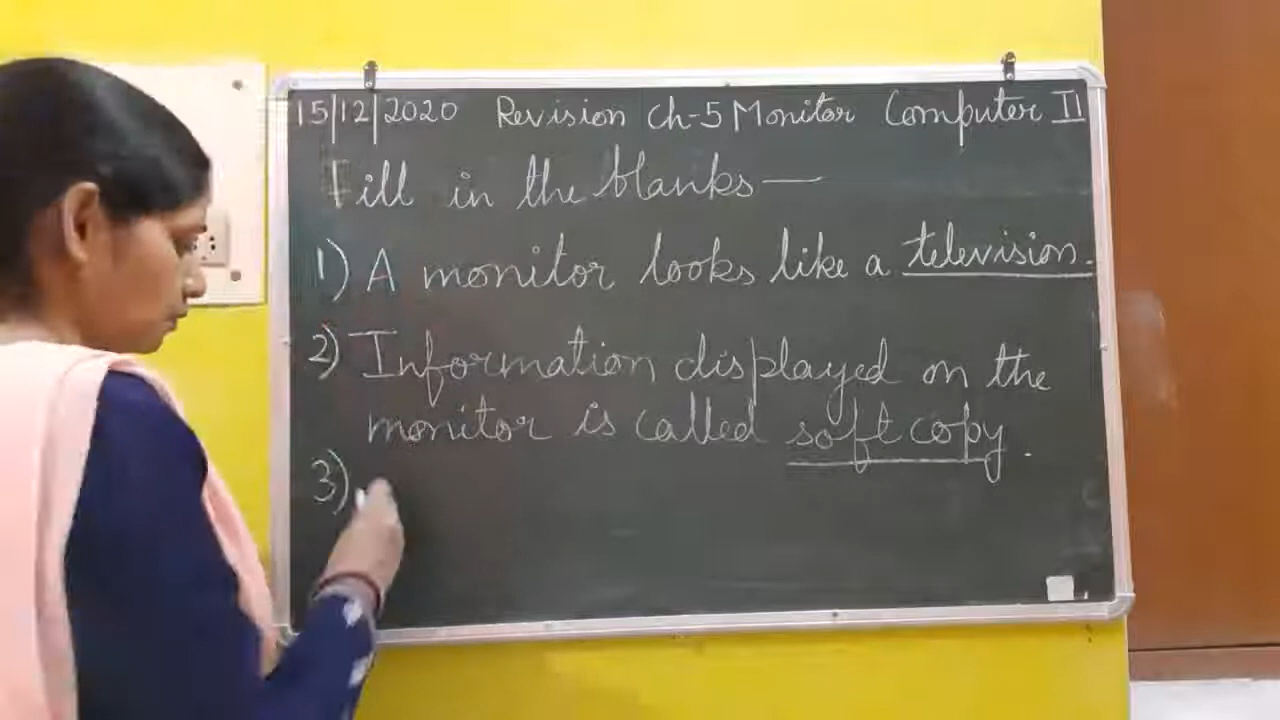 15/12/2020 Revision Ch-5 Monitor Computer II
Fill in the blanks—
1) A monitor looks like a television.
2) Information displayed on the
monitor is called soft copy.
3)